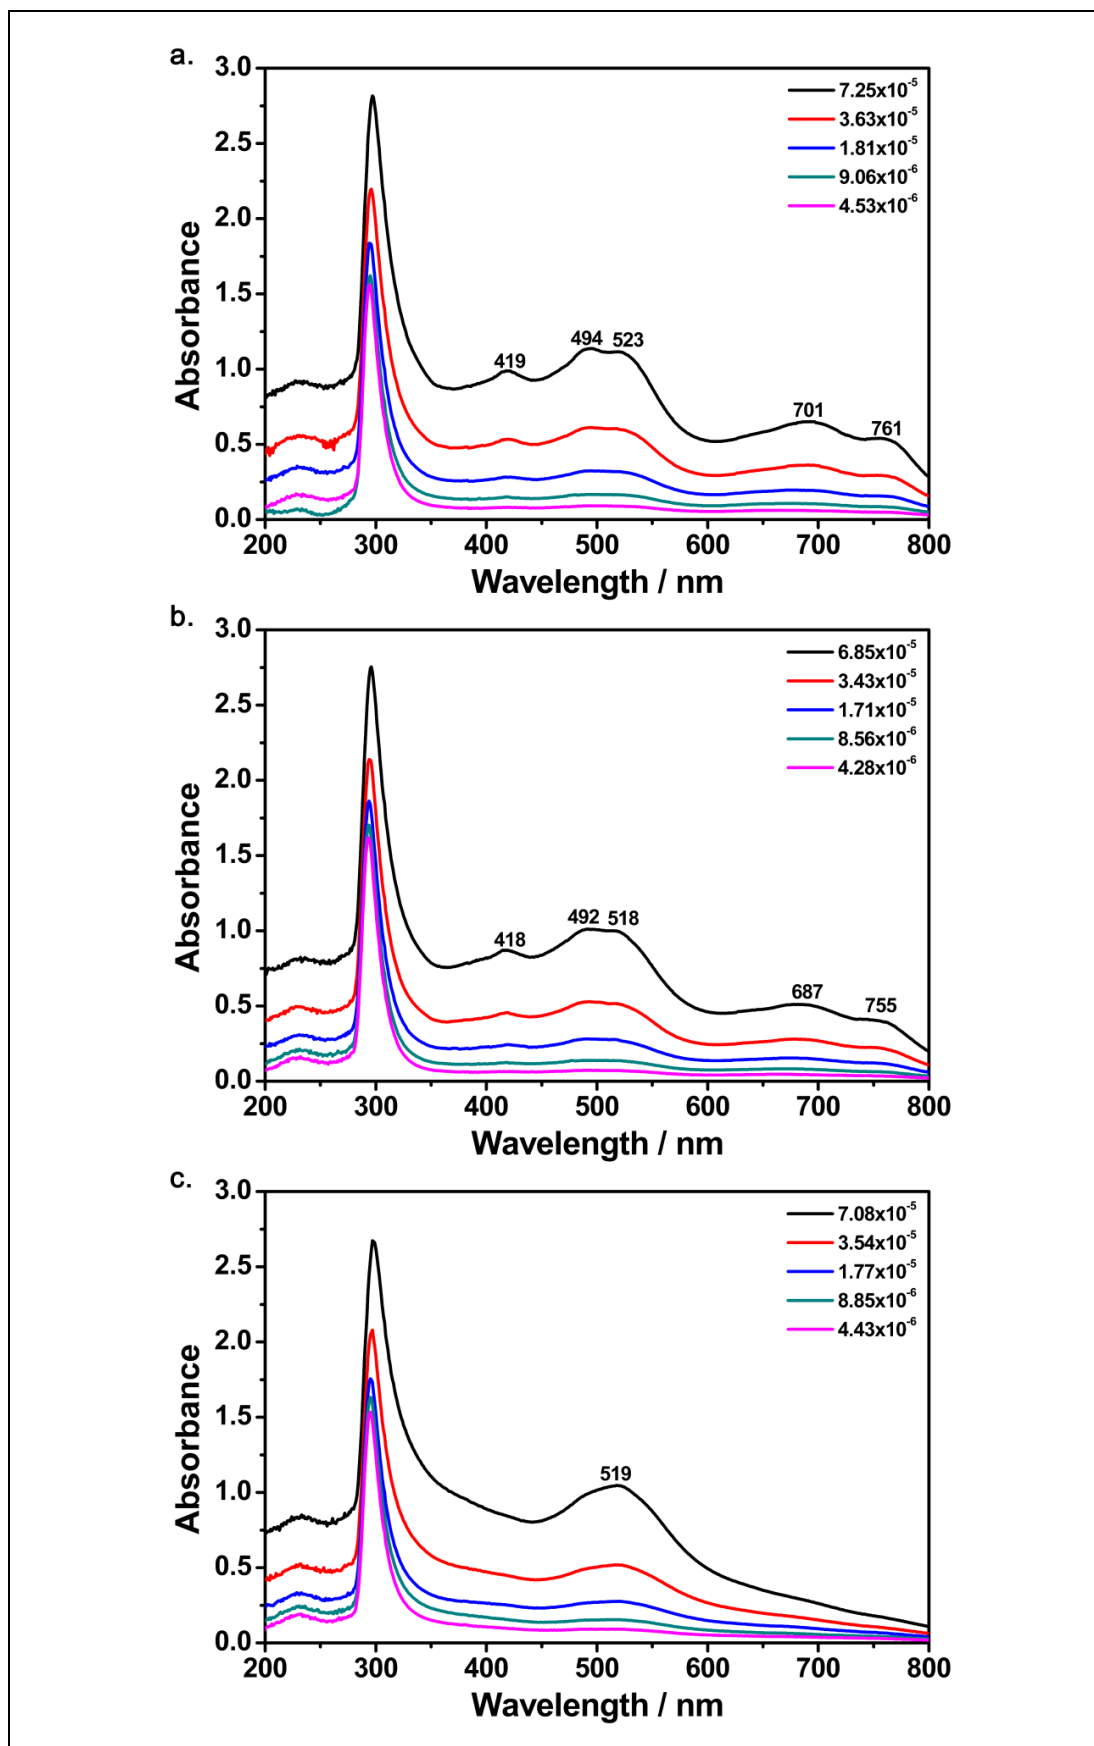 a.
3.0
2.5
2.0
1.5
1.0
0.5
0.0
Absorbance
7.25x10⁻⁵
3.63x10⁻⁵
1.81x10⁻⁵
9.06x10⁻⁶
4.53x10⁻⁶
419
494
523
701
761
200 300 400 500 600 700 800
Wavelength / nm
b.
3.0
2.5
2.0
1.5
1.0
0.5
0.0
Absorbance
6.85x10⁻⁵
3.43x10⁻⁵
1.71x10⁻⁵
8.56x10⁻⁶
4.28x10⁻⁶
418
492
518
687
755
200 300 400 500 600 700 800
Wavelength / nm
c.
3.0
2.5
2.0
1.5
1.0
0.5
0.0
Absorbance
7.08x10⁻⁵
3.54x10⁻⁵
1.77x10⁻⁵
8.85x10⁻⁶
4.43x10⁻⁶
519
200 300 400 500 600 700 800
Wavelength / nm